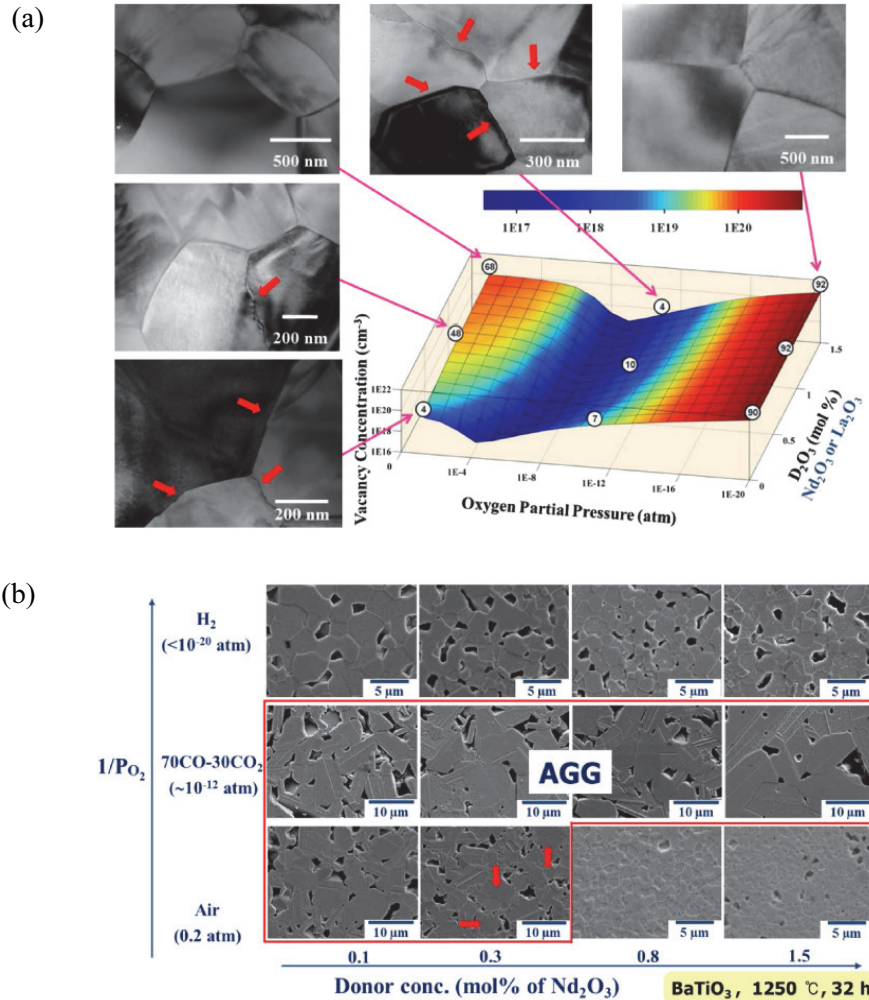 (a)
500 nm
300 nm
500 nm
200 nm
200 nm
1E17
1E18
1E19
1E20
68
48
4
4
10
7
92
92
90
Vacancy Concentration (cm⁻³)
1E22
1E20
1E18
1E16
0
1E-4
1E-8
1E-12
1E-16
1E-20
Oxygen Partial Pressure (atm)
0
0.5
1
1.5
D₂O₃ (mol %)
Nd₂O₃ or La₂O₃
(b)
1/P_O₂
H₂
(<10⁻²⁰ atm)
5 μm
5 μm
5 μm
5 μm
70CO-30CO₂
(~10⁻¹² atm)
AGG
10 μm
10 μm
10 μm
10 μm
Air
(0.2 atm)
10 μm
10 μm
5 μm
5 μm
0.1
0.3
0.8
1.5
Donor conc. (mol% of Nd₂O₃)
BaTiO₃, 1250 ℃, 32 h